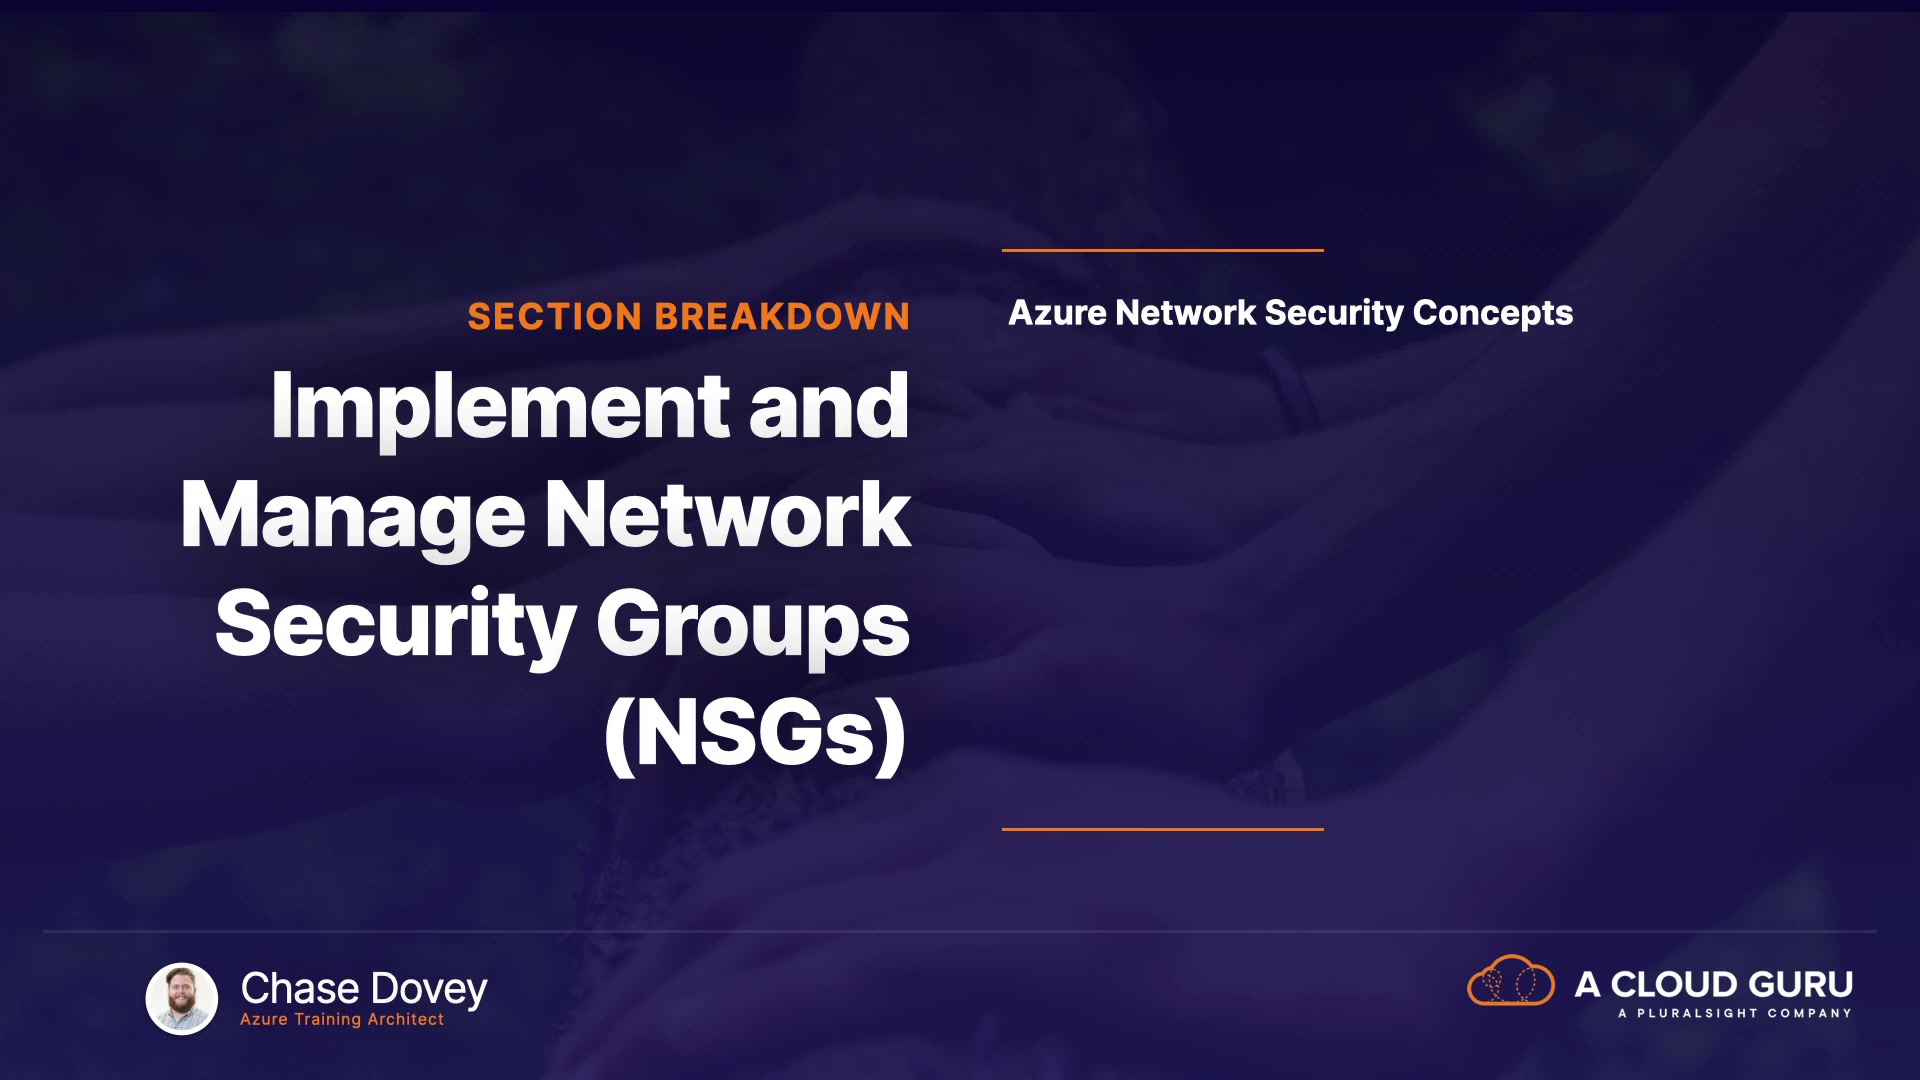 SECTION BREAKDOWN
Implement and
Manage Network
Security Groups
(NSGs)
Azure Network Security Concepts
Chase Dovey
Azure Training Architect
A CLOUD GURU
A PLURALSIGHT COMPANY